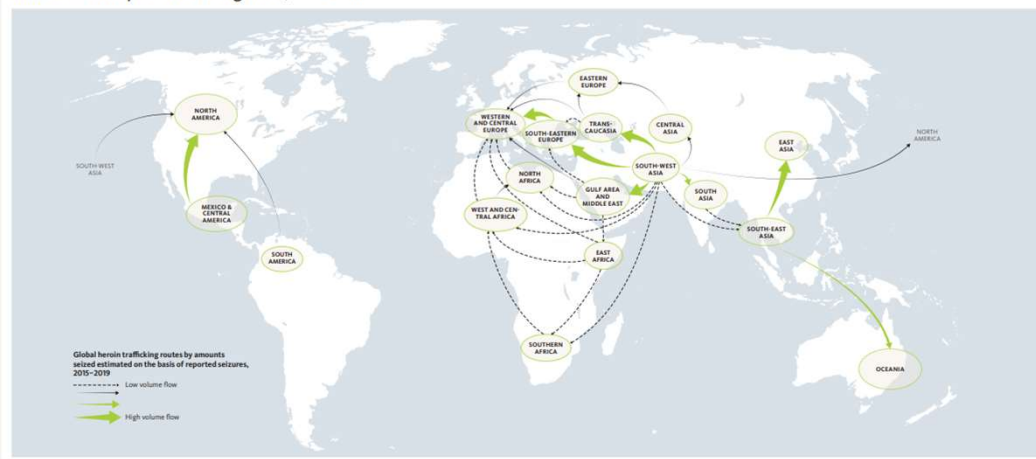 NORTH
AMERICA
SOUTH-WEST
ASIA
MEXICO &
CENTRAL
AMERICA
SOUTH
AMERICA
EASTERN
EUROPE
WESTERN
AND CENTRAL
EUROPE
SOUTH-EASTERN
EUROPE
TRANS-
CAUCASIA
CENTRAL
ASIA
SOUTH-WEST
ASIA
NORTH
AFRICA
GULF AREA
AND
MIDDLE EAST
WEST AND CEN-
TRAL AFRICA
EAST
AFRICA
SOUTHERN
AFRICA
SOUTH
ASIA
EAST
ASIA
SOUTH-EAST
ASIA
NORTH
AMERICA
OCEANIA
Global heroin trafficking routes by amounts
seized estimated on the basis of reported seizures,
2015–2019
Low volume flow
High volume flow